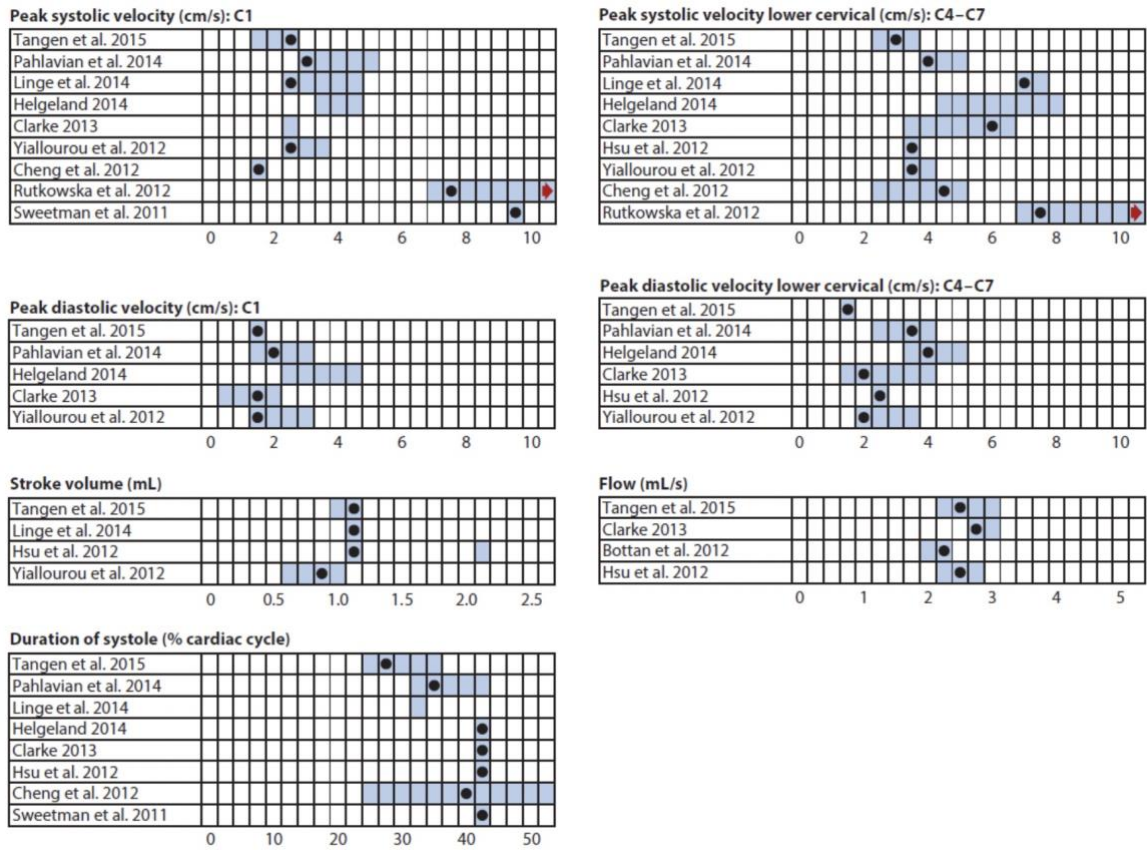 Peak systolic velocity (cm/s): C1
Tangen et al. 2015
Pahlavian et al. 2014
Linge et al. 2014
Helgeland 2014
Clarke 2013
Yiallourou et al. 2012
Cheng et al. 2012
Rutkowska et al. 2012
Sweetman et al. 2011
0 2 4 6 8 10
Peak systolic velocity lower cervical (cm/s): C4–C7
Tangen et al. 2015
Pahlavian et al. 2014
Linge et al. 2014
Helgeland 2014
Clarke 2013
Hsu et al. 2012
Yiallourou et al. 2012
Cheng et al. 2012
Rutkowska et al. 2012
0 2 4 6 8 10
Peak diastolic velocity (cm/s): C1
Tangen et al. 2015
Pahlavian et al. 2014
Helgeland 2014
Clarke 2013
Yiallourou et al. 2012
0 2 4 6 8 10
Peak diastolic velocity lower cervical (cm/s): C4–C7
Tangen et al. 2015
Pahlavian et al. 2014
Helgeland 2014
Clarke 2013
Hsu et al. 2012
Yiallourou et al. 2012
0 2 4 6 8 10
Stroke volume (mL)
Tangen et al. 2015
Linge et al. 2014
Hsu et al. 2012
Yiallourou et al. 2012
0 0.5 1.0 1.5 2.0 2.5
Flow (mL/s)
Tangen et al. 2015
Clarke 2013
Bottan et al. 2012
Hsu et al. 2012
0 1 2 3 4 5
Duration of systole (% cardiac cycle)
Tangen et al. 2015
Pahlavian et al. 2014
Linge et al. 2014
Helgeland 2014
Clarke 2013
Hsu et al. 2012
Cheng et al. 2012
Sweetman et al. 2011
0 10 20 30 40 50